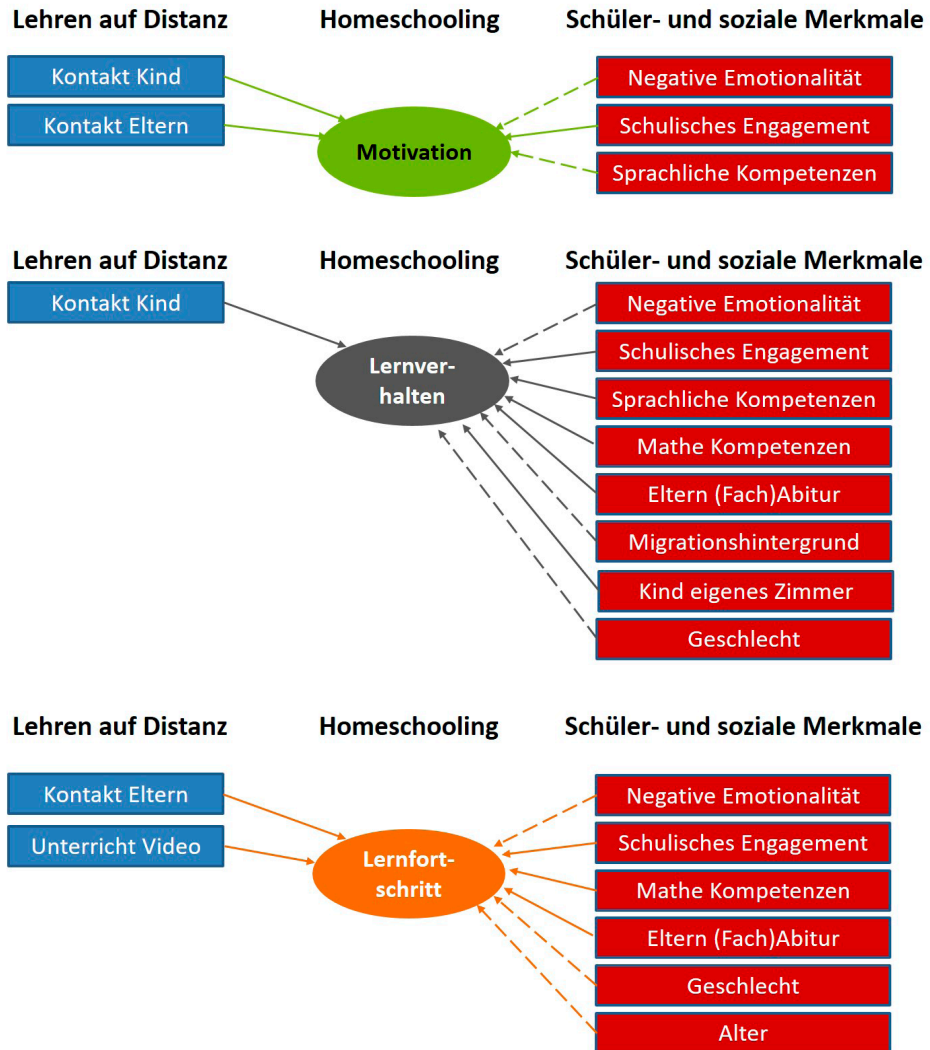 Lehren auf Distanz
Homeschooling
Schüler- und soziale Merkmale
Kontakt Kind
Kontakt Eltern
Motivation
Negative Emotionalität
Schulisches Engagement
Sprachliche Kompetenzen
Lehren auf Distanz
Homeschooling
Schüler- und soziale Merkmale
Kontakt Kind
Lernver-
halten
Negative Emotionalität
Schulisches Engagement
Sprachliche Kompetenzen
Mathe Kompetenzen
Eltern (Fach)Abitur
Migrationshintergrund
Kind eigenes Zimmer
Geschlecht
Lehren auf Distanz
Homeschooling
Schüler- und soziale Merkmale
Kontakt Eltern
Unterricht Video
Lernfort-
schritt
Negative Emotionalität
Schulisches Engagement
Mathe Kompetenzen
Eltern (Fach)Abitur
Geschlecht
Alter